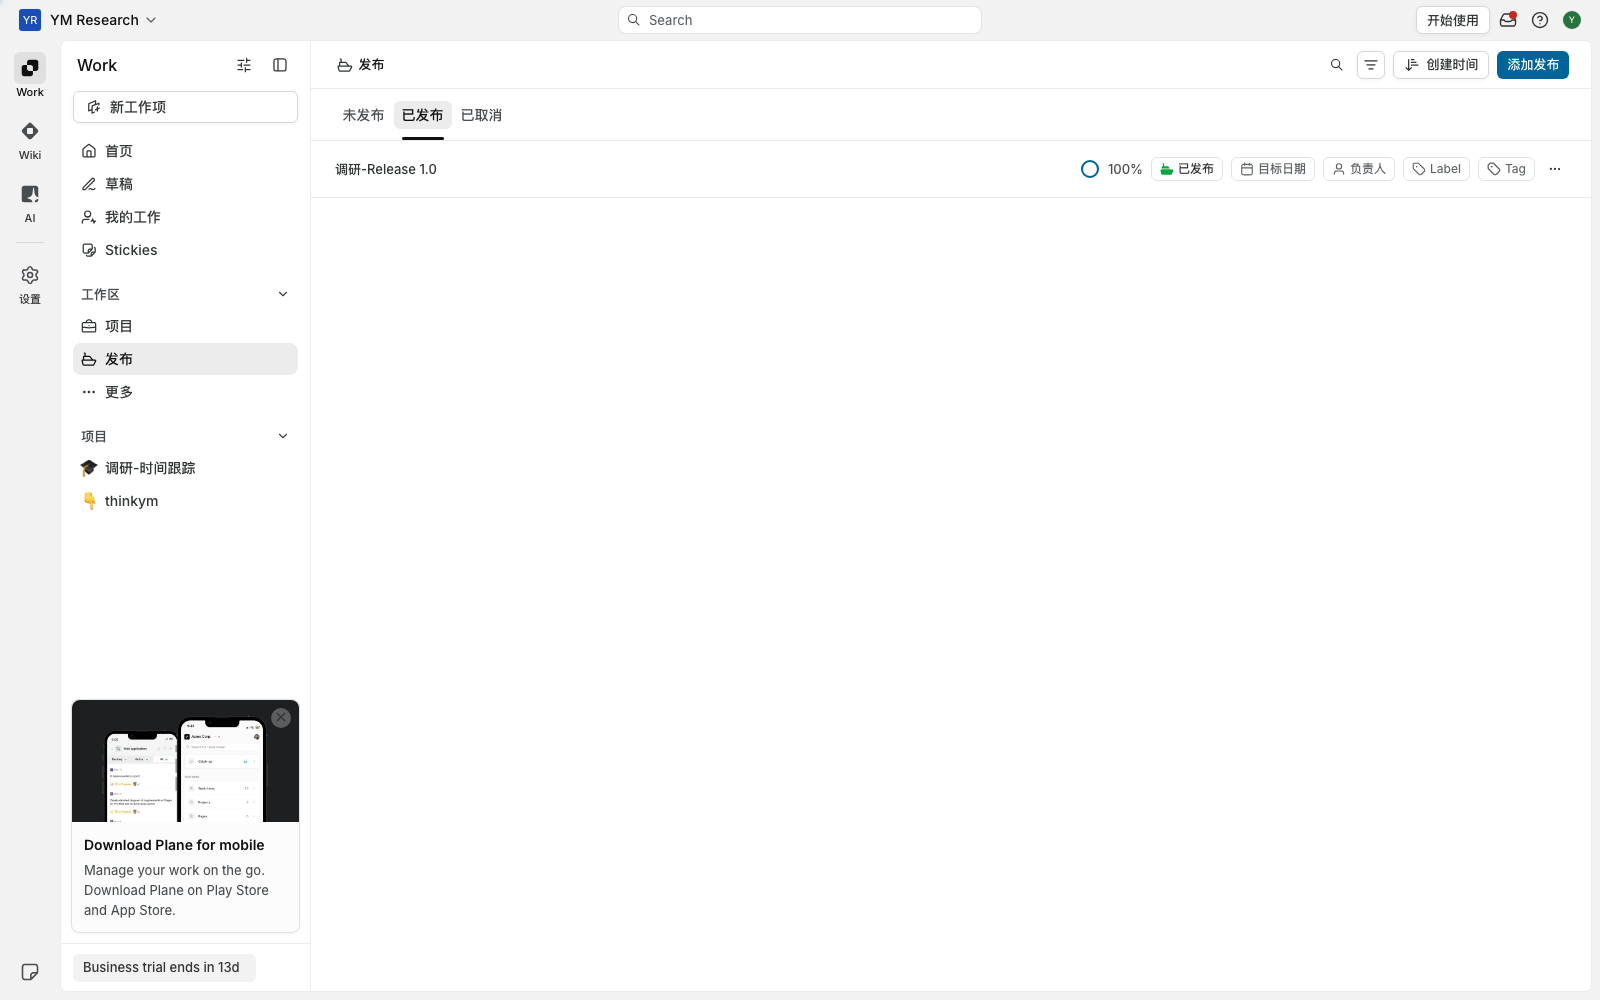 YR YM Research
Search
开始使用
Y
Work
Wiki
AI
设置
Work
新工作项
首页
草稿
我的工作
Stickies
工作区
项目
发布
更多
项目
调研-时间跟踪
thinkym
Download Plane for mobile
Manage your work on the go.
Download Plane on Play Store
and App Store.
Business trial ends in 13d
发布
创建时间
添加发布
未发布 已发布 已取消
调研-Release 1.0
100% 已发布 目标日期 负责人 Label Tag